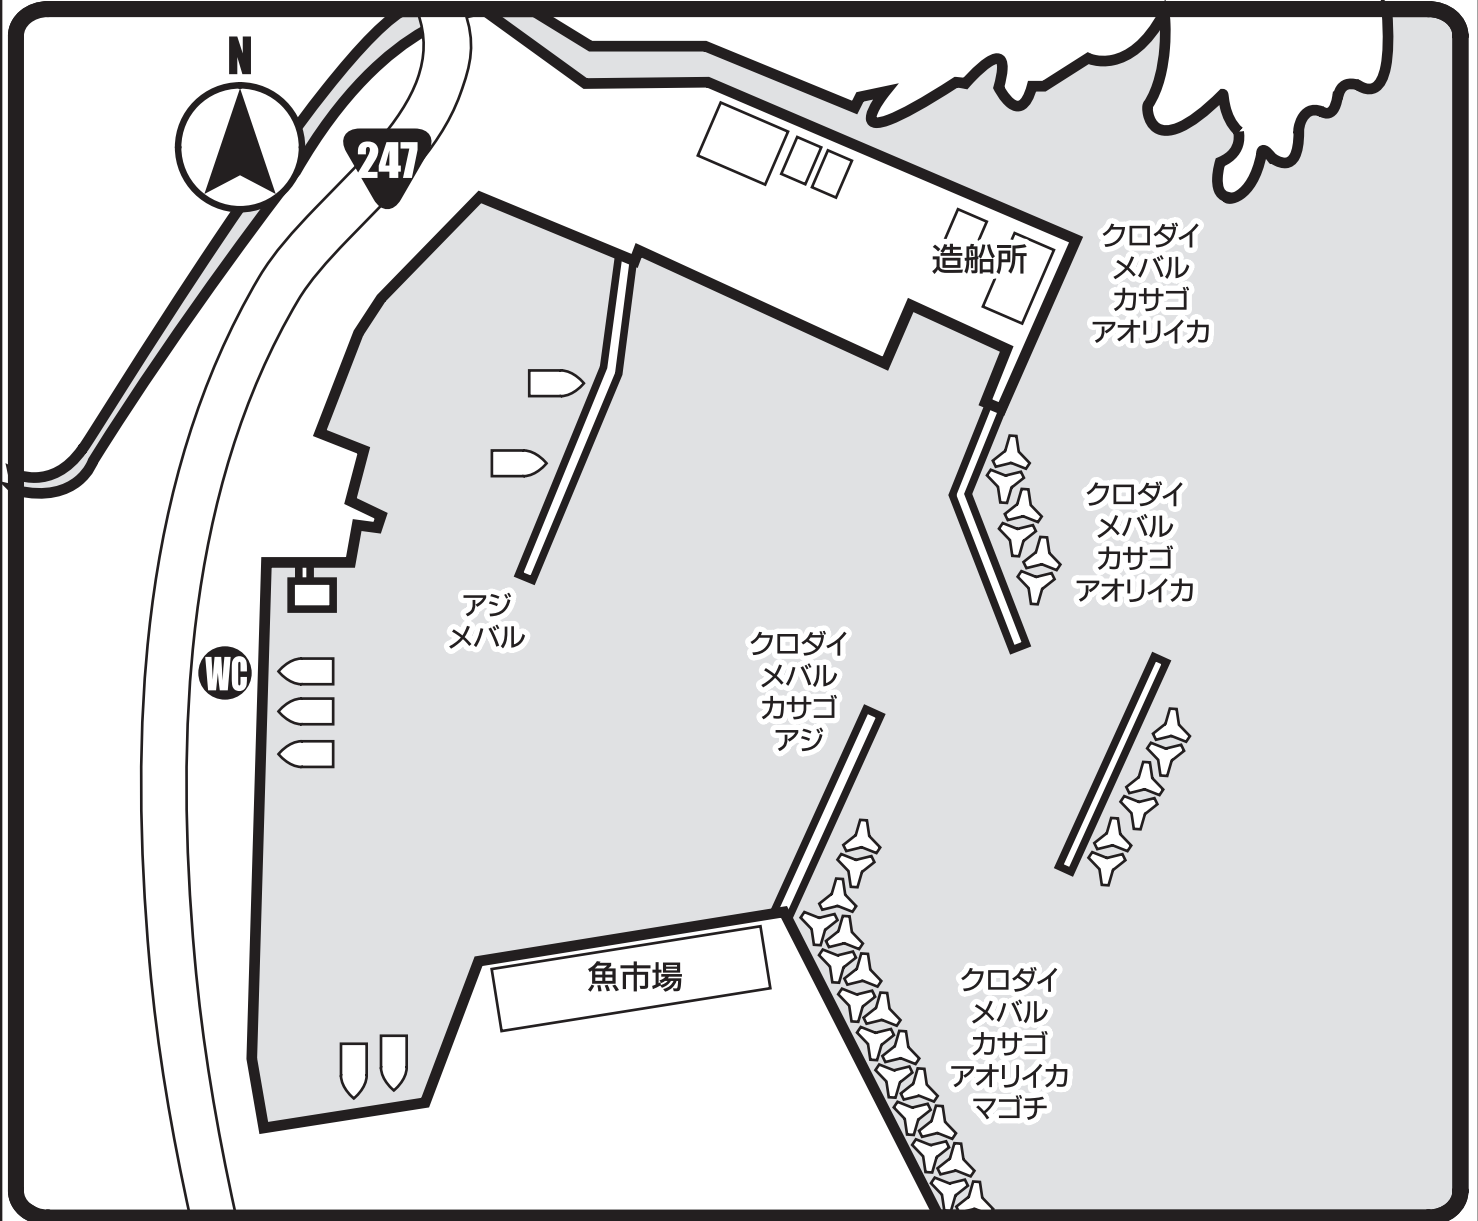 N
247
造船所
クロダイ
メバル
カサゴ
アオリイカ
クロダイ
メバル
カサゴ
アオリイカ
アジ
メバル
クロダイ
メバル
カサゴ
アジ
WC
魚市場
クロダイ
メバル
カサゴ
アオリイカ
マゴチ